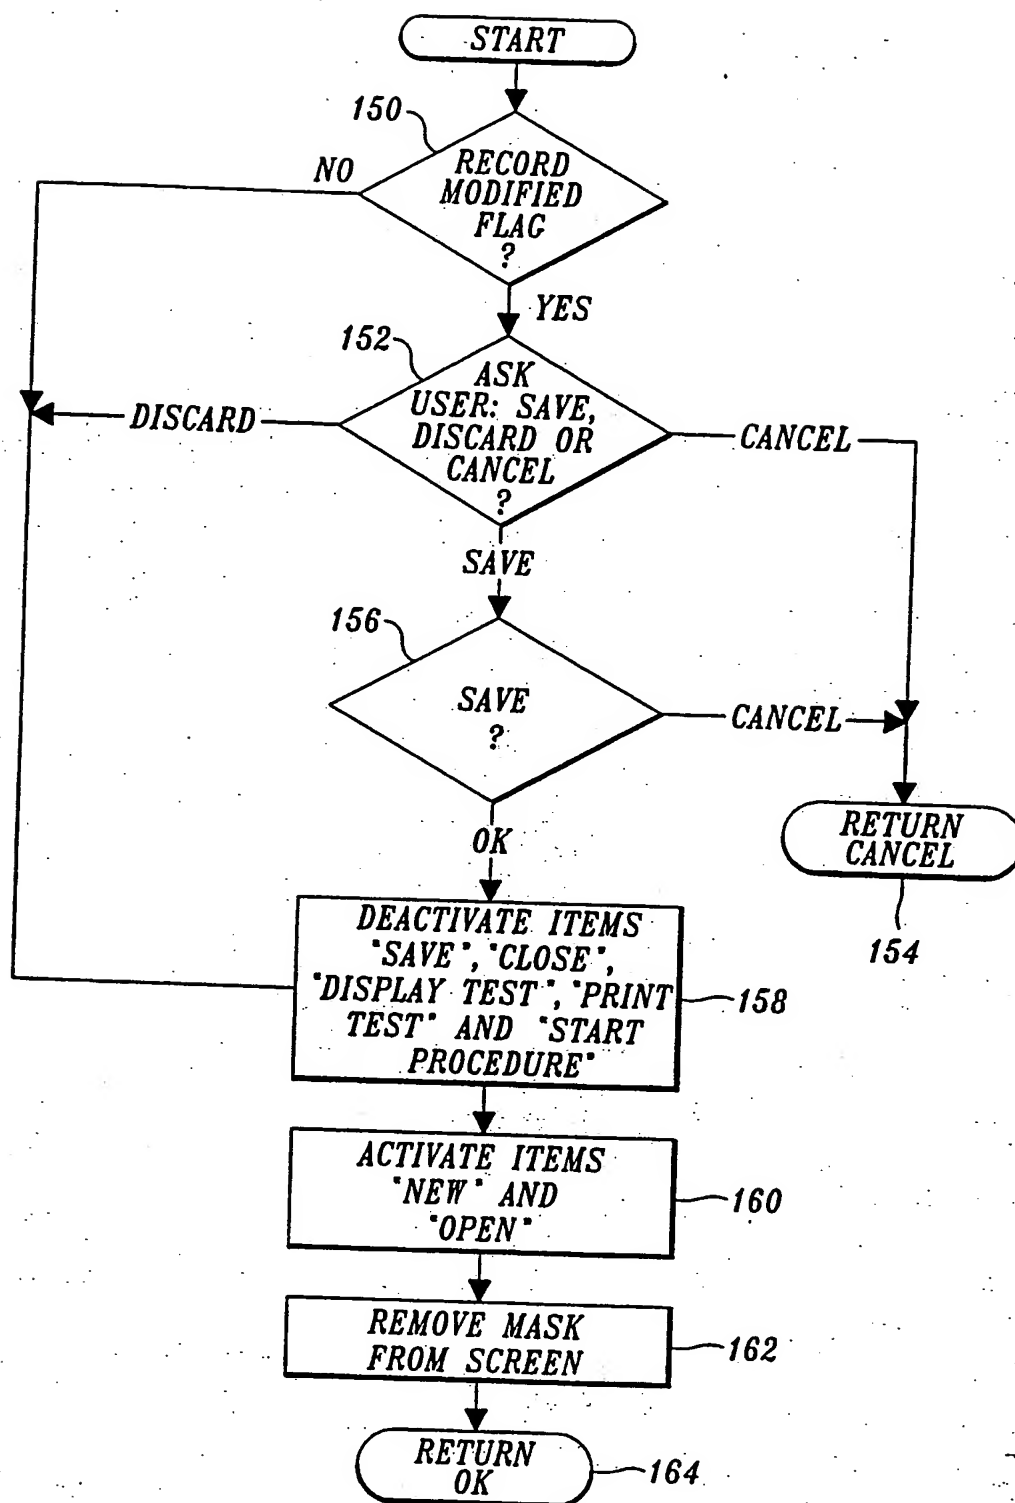 START
150
NO
RECORD
MODIFIED
FLAG
?
YES
152
ASK
USER: SAVE,
DISCARD OR
CANCEL
?
DISCARD
CANCEL
SAVE
156
SAVE
?
CANCEL
OK
RETURN
CANCEL
154
DEACTIVATE ITEMS
"SAVE", "CLOSE",
"DISPLAY TEST", "PRINT
TEST" AND "START
PROCEDURE"
158
ACTIVATE ITEMS
"NEW" AND
"OPEN"
160
REMOVE MASK
FROM SCREEN
162
RETURN
OK
164